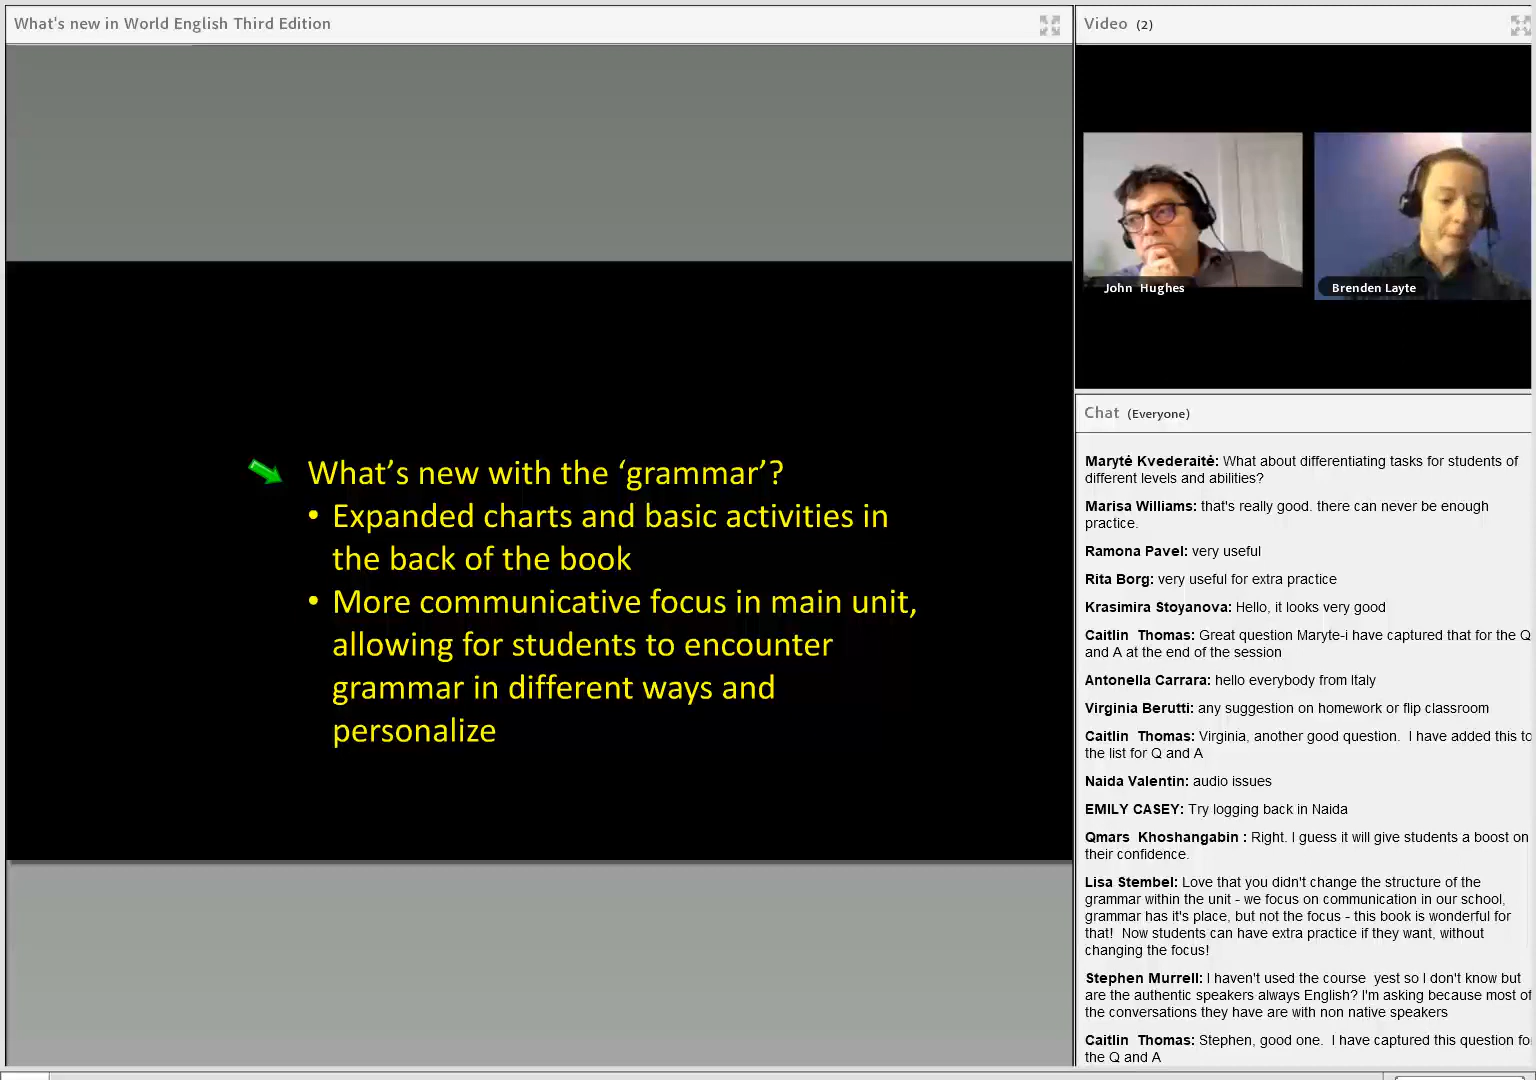 What's new in World English Third Edition
Video (2)
John Hughes
Brenden Layte
What's new with the ‘grammar’?
• Expanded charts and basic activities in
the back of the book
• More communicative focus in main unit,
allowing for students to encounter
grammar in different ways and
personalize
Chat (Everyone)
Marytė Kvederaitė: What about differentiating tasks for students of
different levels and abilities?
Marisa Williams: that's really good. there can never be enough
practice.
Ramona Pavel: very useful
Rita Borg: very useful for extra practice
Krasimira Stoyanova: Hello, it looks very good
Caitlin Thomas: Great question Maryte-i have captured that for the Q
and A at the end of the session
Antonella Carrara: hello everybody from Italy
Virginia Berutti: any suggestion on homework or flip classroom
Caitlin Thomas: Virginia, another good question. I have added this to
the list for Q and A
Naida Valentin: audio issues
EMILY CASEY: Try logging back in Naida
Qmars Khoshangabin : Right. I guess it will give students a boost on
their confidence.
Lisa Stembel: Love that you didn't change the structure of the
grammar within the unit - we focus on communication in our school,
grammar has it's place, but not the focus - this book is wonderful for
that! Now students can have extra practice if they want, without
changing the focus!
Stephen Murrell: I haven't used the course yest so I don't know but
are the authentic speakers always English? I'm asking because most of
the conversations they have are with non native speakers
Caitlin Thomas: Stephen, good one. I have captured this question fo
the Q and A